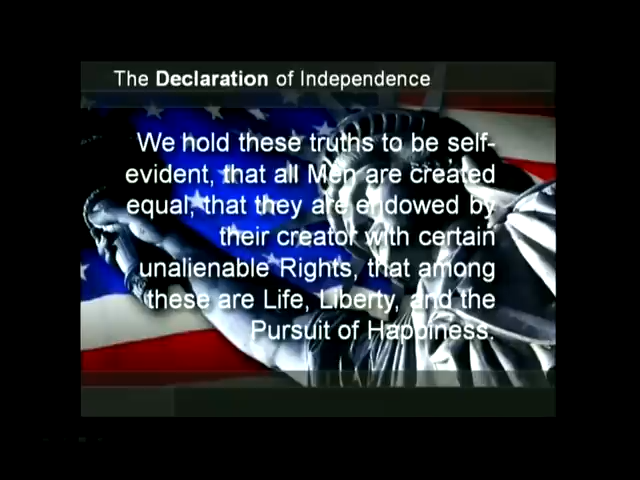 The Declaration of Independence
We hold these truths to be self-
evident, that all Men are created
equal, that they are endowed by
their creator with certain
unalienable Rights, that among
these are Life, Liberty, and the
Pursuit of Happiness.